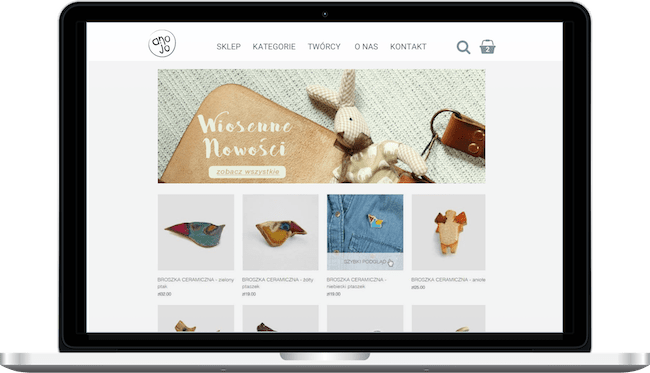 ano
jo
SKLEP KATEGORIE TWÓRCY O NAS KONTAKT
2
Wiosenne
Nowości
zobacz wszystkie
SZYBKI PODGLĄD
BROSZKA CERAMICZNA - zielony
ptak
zł32.00
BROSZKA CERAMICZNA - żółty
ptaszek
zł19.00
BROSZKA CERAMICZNA -
niebieski ptaszek
zł19.00
BROSZKA CERAMICZNA - anioł
zł25.00